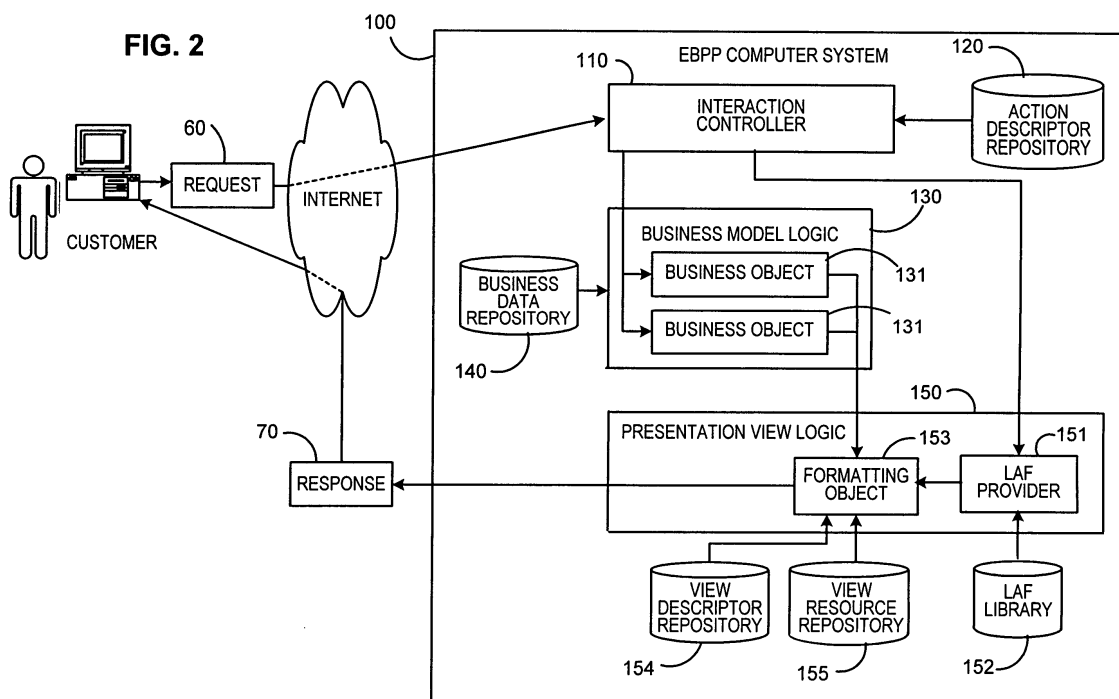 FIG. 2
100
EBPP COMPUTER SYSTEM
110
120
INTERACTION
CONTROLLER
ACTION
DESCRIPTOR
REPOSITORY
60
REQUEST
INTERNET
CUSTOMER
130
BUSINESS MODEL LOGIC
BUSINESS OBJECT
131
BUSINESS OBJECT
131
BUSINESS
DATA
REPOSITORY
140
150
PRESENTATION VIEW LOGIC
153
151
FORMATTING
OBJECT
LAF
PROVIDER
70
RESPONSE
VIEW
DESCRIPTOR
REPOSITORY
154
VIEW
RESOURCE
REPOSITORY
155
LAF
LIBRARY
152